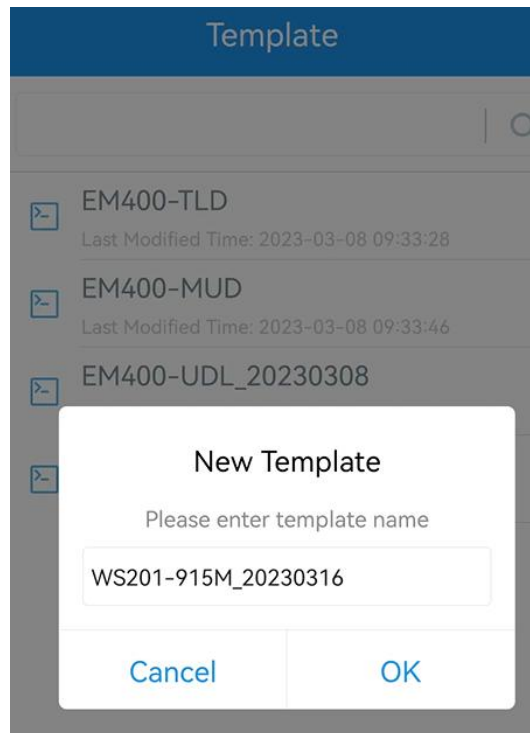 Template
EM400-TLD
Last Modified Time: 2023-03-08 09:33:28
EM400-MUD
Last Modified Time: 2023-03-08 09:33:46
EM400-UDL_20230308
New Template
Please enter template name
WS201-915M_20230316
Cancel
OK